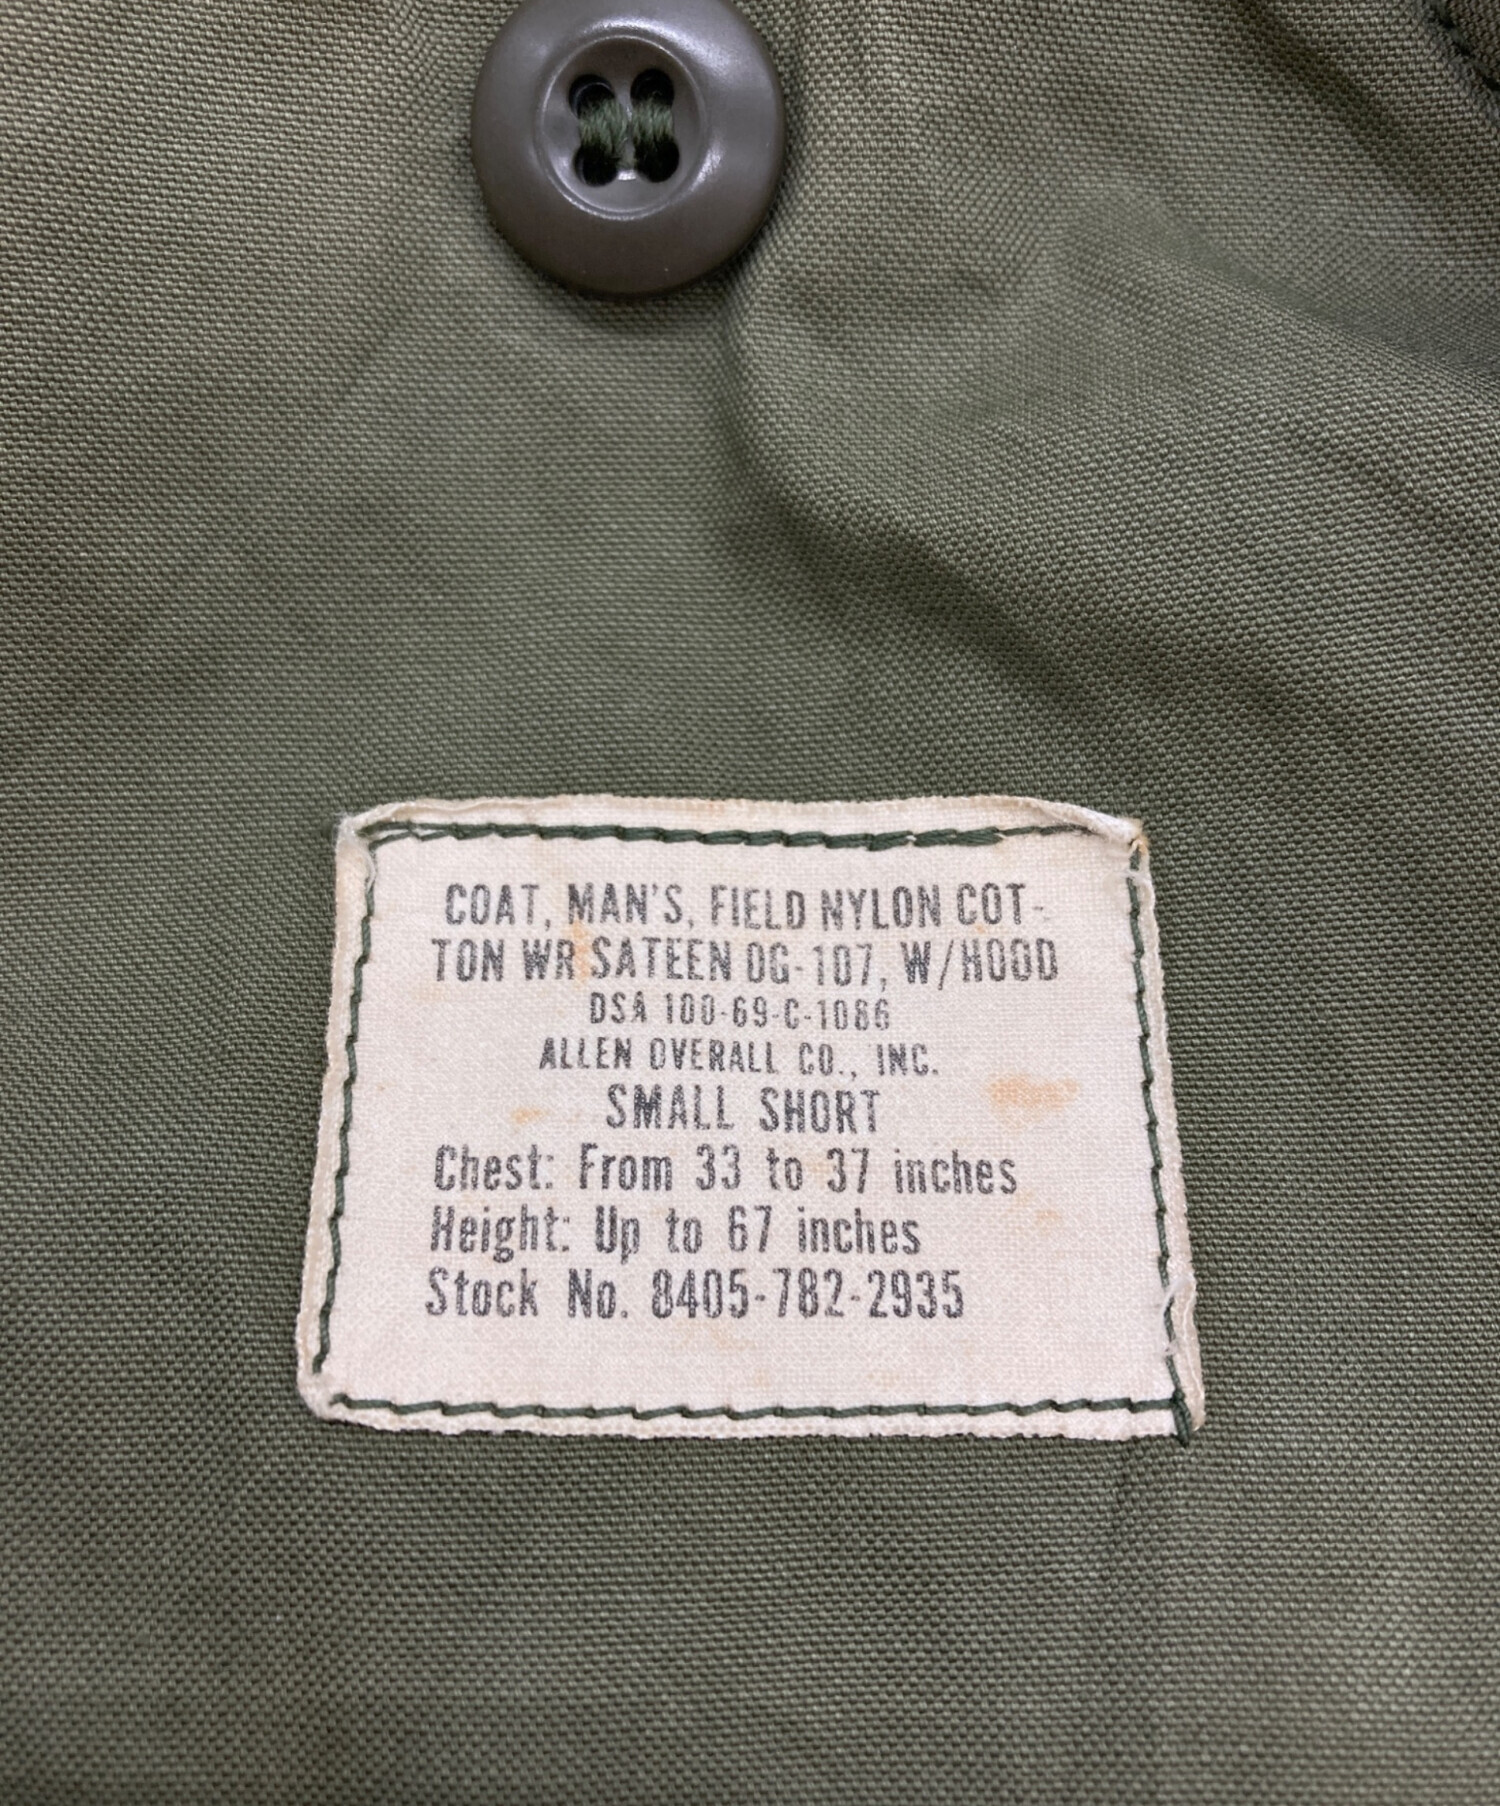 COAT, MAN'S, FIELD NYLON COT-
TON WR SATEEN OG-107, W/HOOD
DSA 100-69-C-1086
ALLEN OVERALL CO., INC.
SMALL SHORT
Chest: From 33 to 37 inches
Height: Up to 67 inches
Stock No. 8405-782-2935